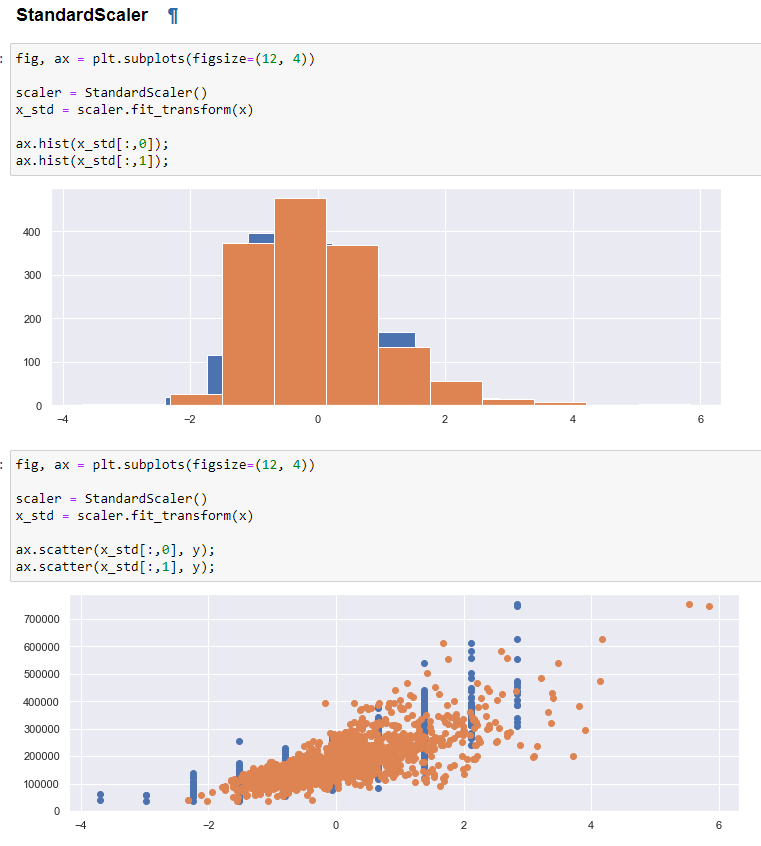 StandardScaler ¶
: fig, ax = plt.subplots(figsize=(12, 4))
scaler = StandardScaler()
x_std = scaler.fit_transform(x)
ax.hist(x_std[:,0]);
ax.hist(x_std[:,1]);
400
300
200
100
0
−4 −2 0 2 4 6
: fig, ax = plt.subplots(figsize=(12, 4))
scaler = StandardScaler()
x_std = scaler.fit_transform(x)
ax.scatter(x_std[:,0], y);
ax.scatter(x_std[:,1], y);
700000
600000
500000
400000
300000
200000
100000
0
−4 −2 0 2 4 6